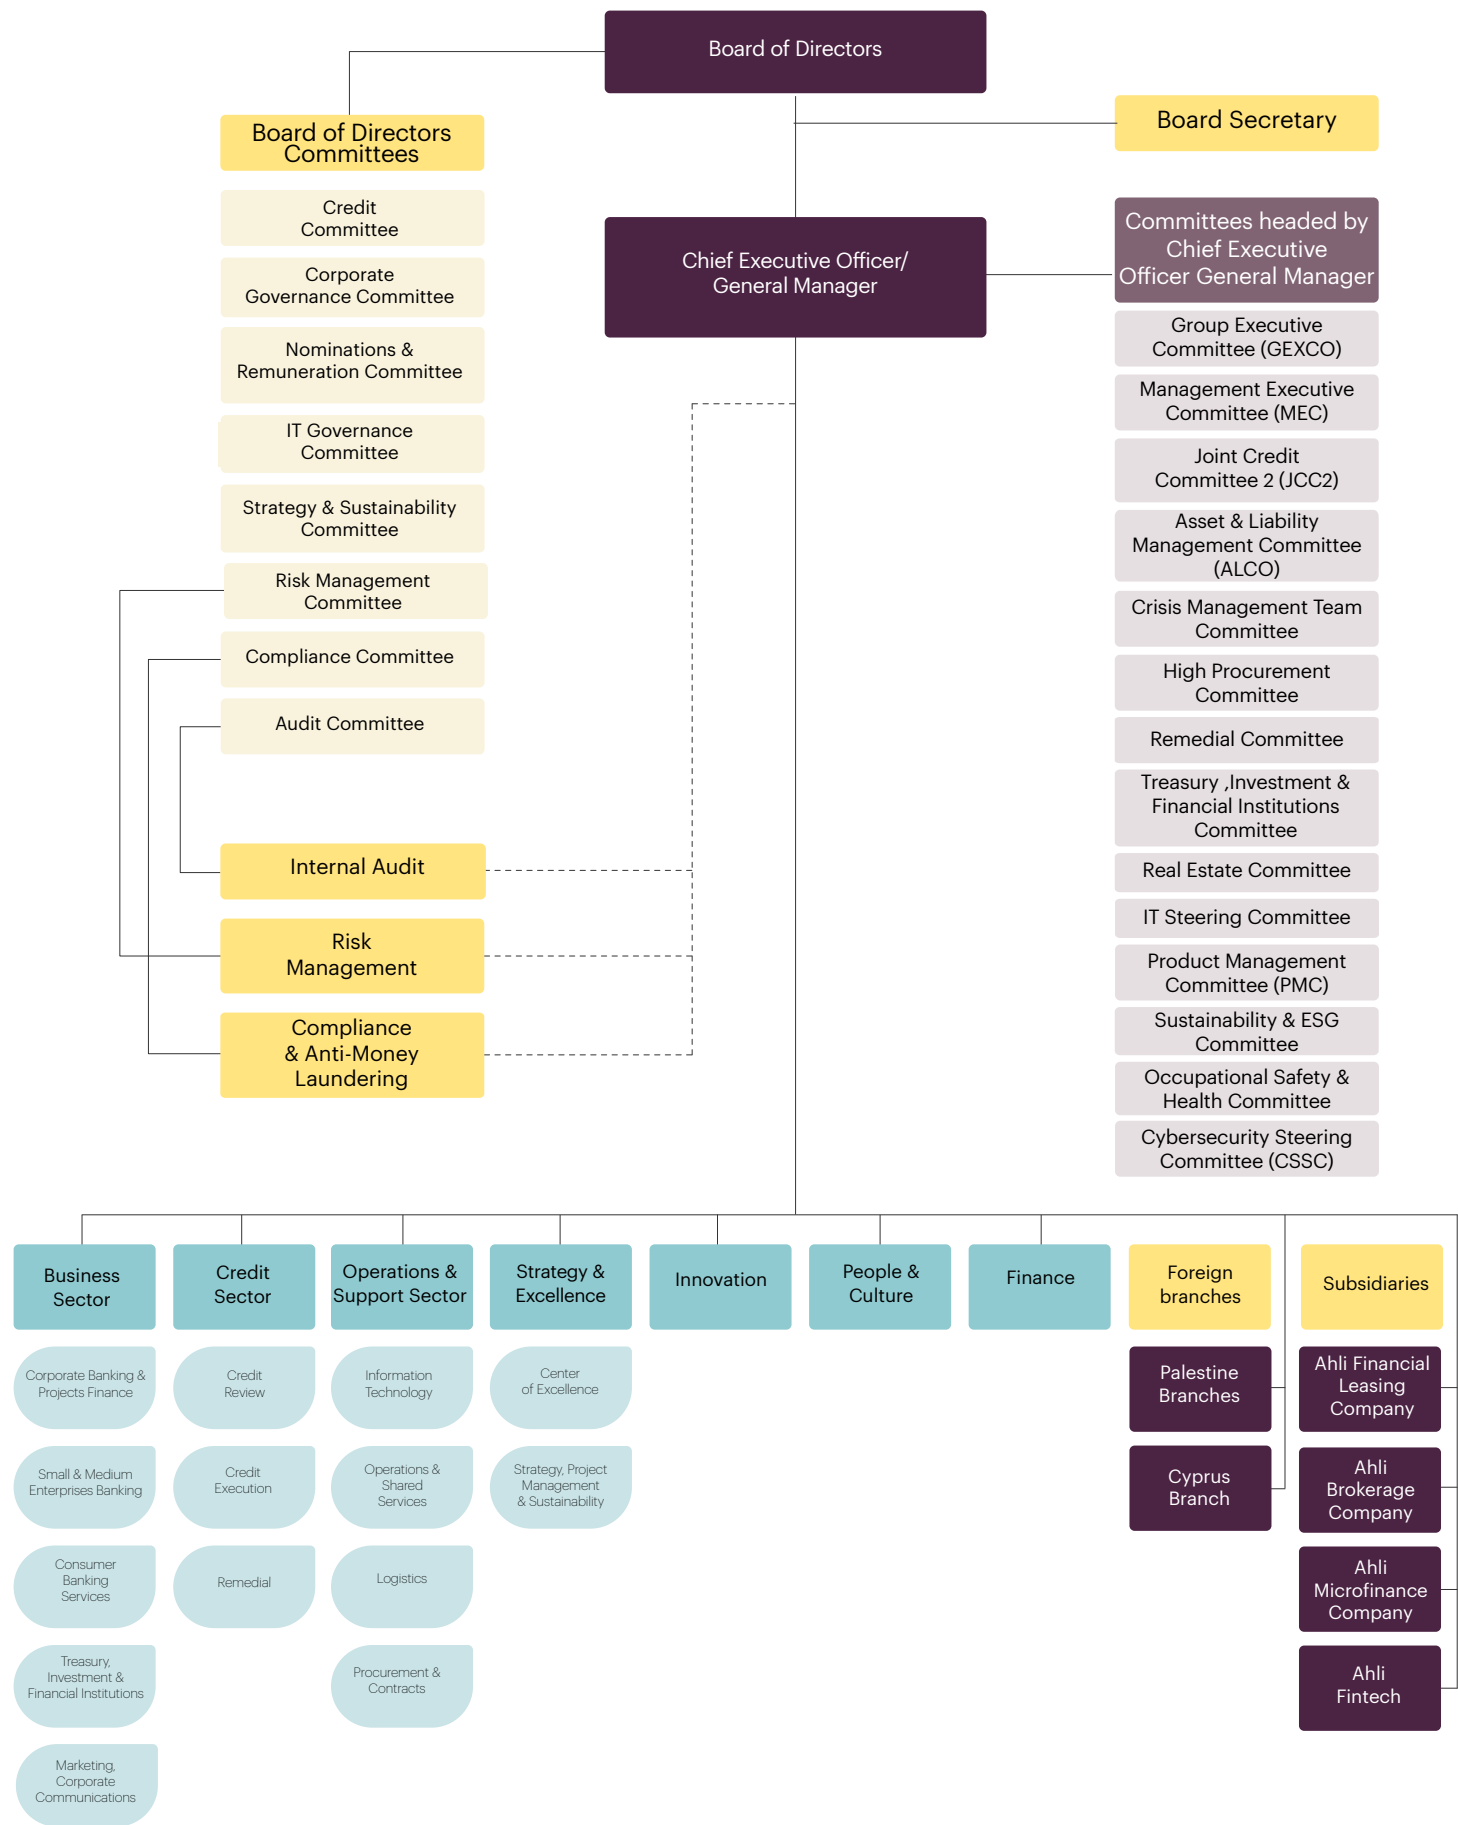 Board of Directors
Board of Directors
Committees
Board Secretary
Credit
Committee
Corporate
Governance Committee
Nominations &
Remuneration Committee
IT Governance
Committee
Strategy & Sustainability
Committee
Risk Management
Committee
Compliance Committee
Audit Committee
Internal Audit
Risk
Management
Compliance
& Anti-Money
Laundering
Chief Executive Officer/
General Manager
Committees headed by
Chief Executive
Officer General Manager
Group Executive
Committee (GEXCO)
Management Executive
Committee (MEC)
Joint Credit
Committee 2 (JCC2)
Asset & Liability
Management Committee
(ALCO)
Crisis Management Team
Committee
High Procurement
Committee
Remedial Committee
Treasury ,Investment &
Financial Institutions
Committee
Real Estate Committee
IT Steering Committee
Product Management
Committee (PMC)
Sustainability & ESG
Committee
Occupational Safety &
Health Committee
Cybersecurity Steering
Committee (CSSC)
Business
Sector
Corporate Banking &
Projects Finance
Small & Medium
Enterprises Banking
Consumer
Banking
Services
Treasury,
Investment &
Financial Institutions
Marketing,
Corporate
Communications
Credit
Sector
Credit
Review
Credit
Execution
Remedial
Operations &
Support Sector
Information
Technology
Operations &
Shared
Services
Logistics
Procurement &
Contracts
Strategy &
Excellence
Center
of Excellence
Strategy, Project
Management
& Sustainability
Innovation
People &
Culture
Finance
Foreign
branches
Palestine
Branches
Cyprus
Branch
Subsidiaries
Ahli Financial
Leasing
Company
Ahli
Brokerage
Company
Ahli
Microfinance
Company
Ahli
Fintech